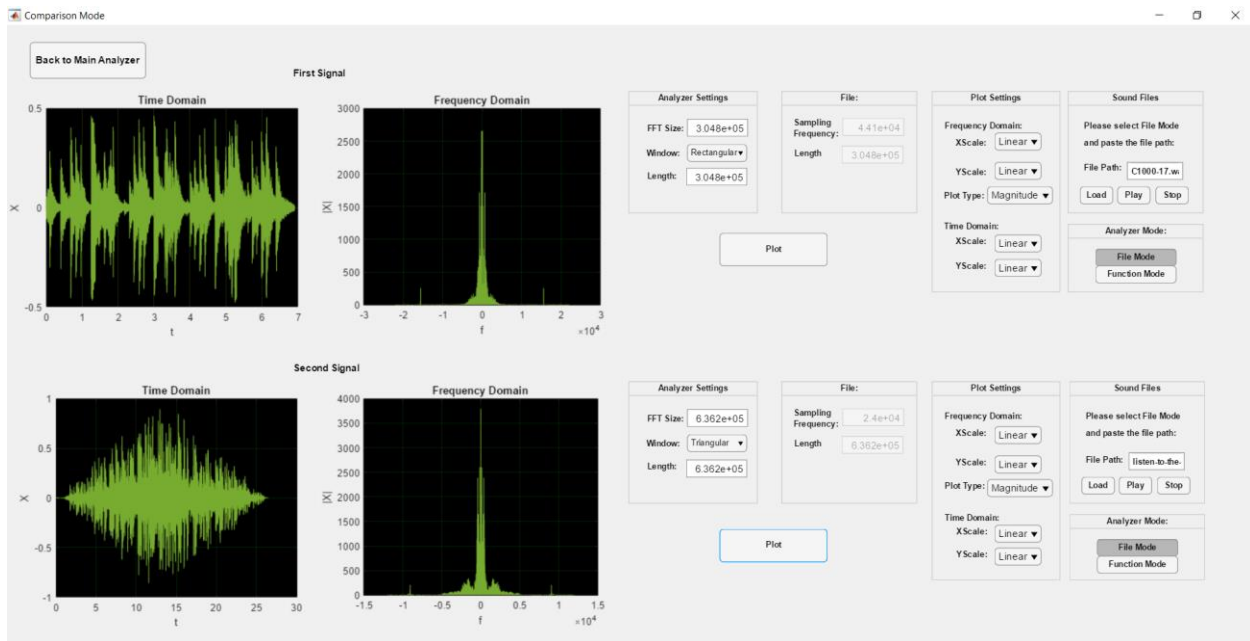 Comparison Mode
Back to Main Analyzer
First Signal
Time Domain
0.5
0
-0.5
X
0 1 2 3 4 5 6 7
t
Frequency Domain
3000
2500
2000
1500
1000
500
0
|X|
-3 -2 -1 0 1 2 3
f
×10⁴
Analyzer Settings
FFT Size: 3.048e+05
Window: Rectangular
Length: 3.048e+05
File:
Sampling
Frequency: 4.41e+04
Length 3.048e+05
Plot
Plot Settings
Frequency Domain:
XScale: Linear
YScale: Linear
Plot Type: Magnitude
Time Domain:
XScale: Linear
YScale: Linear
Sound Files
Please select File Mode
and paste the file path:
File Path: C1000-17.wa
Load Play Stop
Analyzer Mode:
File Mode
Function Mode
Second Signal
Time Domain
1
0.5
0
-0.5
-1
X
0 5 10 15 20 25 30
t
Frequency Domain
4000
3500
3000
2500
2000
1500
1000
500
0
|X|
-1.5 -1 -0.5 0 0.5 1 1.5
f
×10⁴
Analyzer Settings
FFT Size: 6.362e+05
Window: Triangular
Length: 6.362e+05
File:
Sampling
Frequency: 2.4e+04
Length 6.362e+05
Plot
Plot Settings
Frequency Domain:
XScale: Linear
YScale: Linear
Plot Type: Magnitude
Time Domain:
XScale: Linear
YScale: Linear
Sound Files
Please select File Mode
and paste the file path:
File Path: listen-to-the-
Load Play Stop
Analyzer Mode:
File Mode
Function Mode